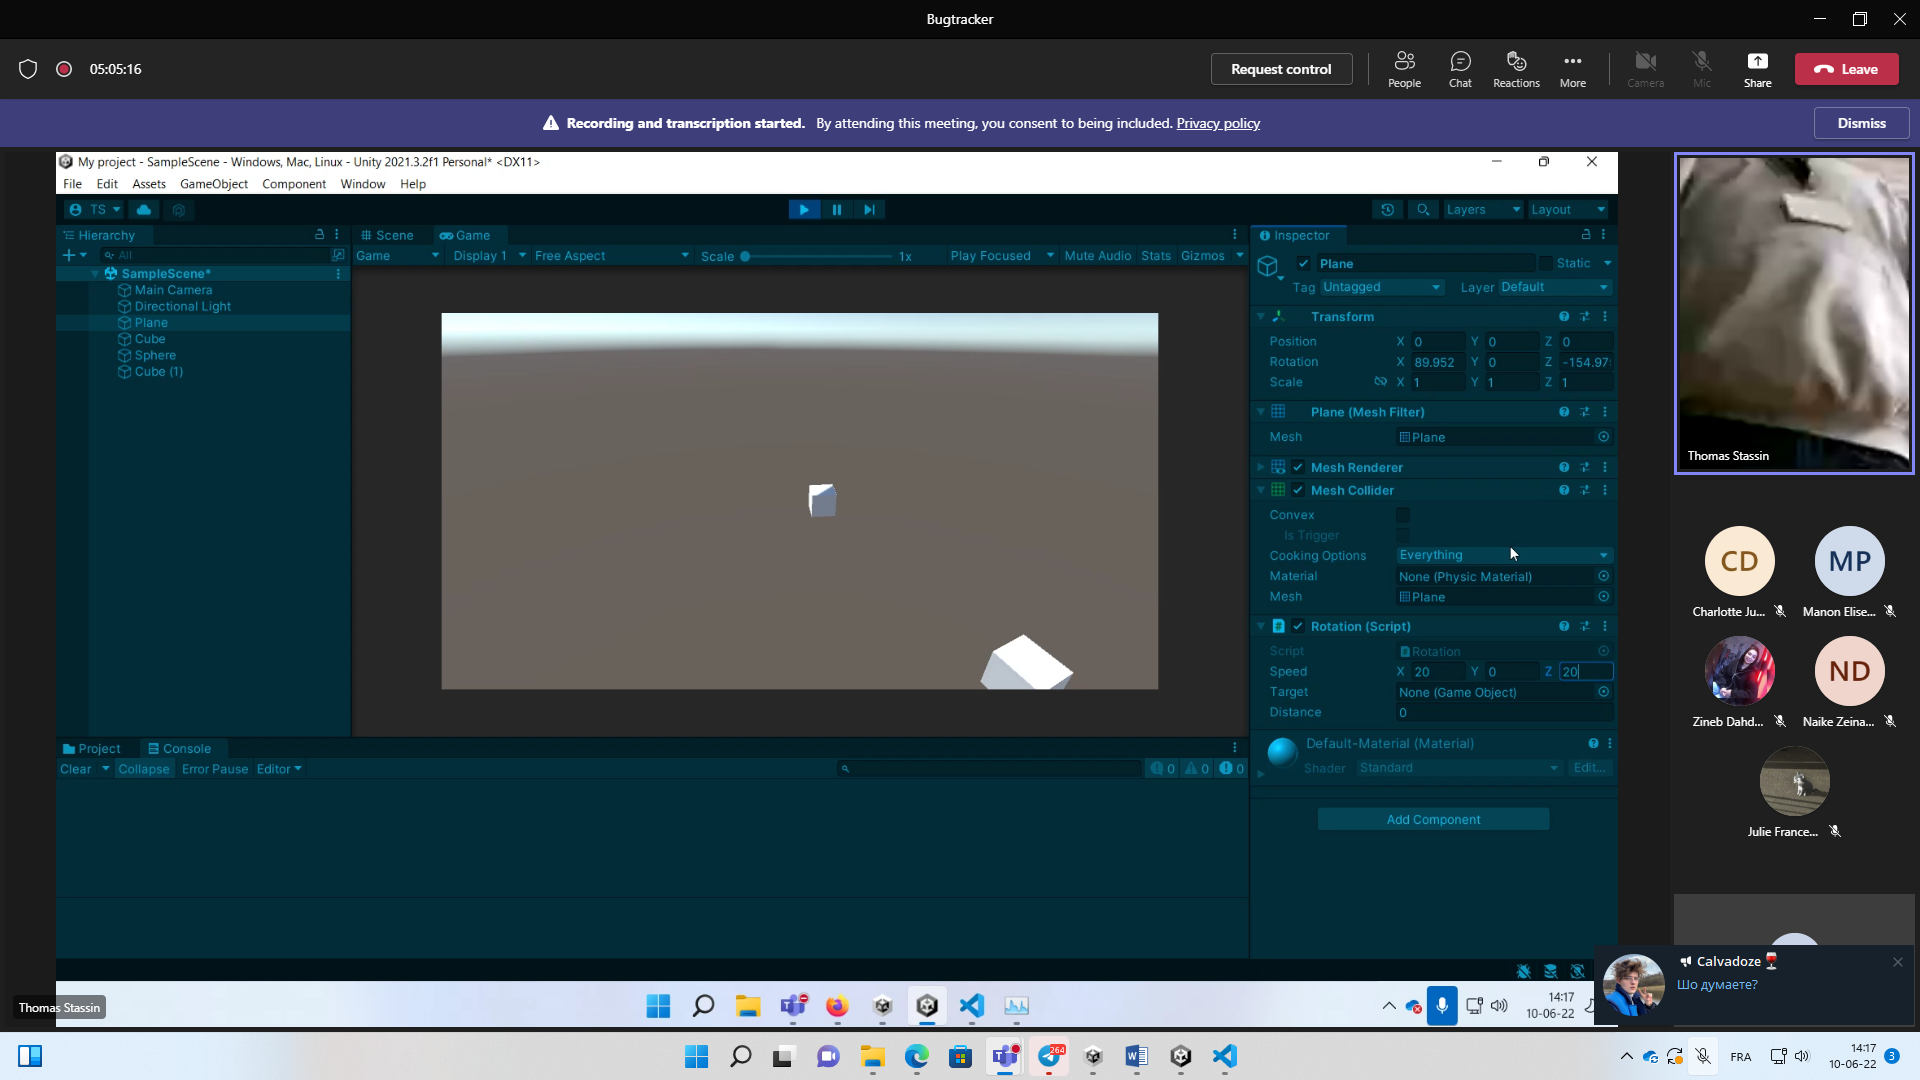 Bugtracker
05:05:16
Request control
People
Chat
Reactions
More
Camera
Mic
Share
Leave
Recording and transcription started. By attending this meeting, you consent to being included. Privacy policy
Dismiss
My project - SampleScene - Windows, Mac, Linux - Unity 2021.3.2f1 Personal* <DX11>
File Edit Assets GameObject Component Window Help
TS
Layers
Layout
Hierarchy
All
SampleScene*
Main Camera
Directional Light
Plane
Cube
Sphere
Cube (1)
Scene
Game
Game Display 1 Free Aspect Scale 1x Play Focused Mute Audio Stats Gizmos
Inspector
Plane
Static
Tag Untagged Layer Default
Transform
Position X 0 Y 0 Z 0
Rotation X 89.952 Y 0 Z -154.97
Scale X 1 Y 1 Z 1
Plane (Mesh Filter)
Mesh Plane
Mesh Renderer
Mesh Collider
Convex
Is Trigger
Cooking Options Everything
Material None (Physic Material)
Mesh Plane
Rotation (Script)
Script Rotation
Speed X 20 Y 0 Z 20
Target None (Game Object)
Distance 0
Default-Material (Material)
Shader Standard Edit...
Add Component
Project
Console
Clear Collapse Error Pause Editor
0 0 0
Thomas Stassin
CD
MP
Charlotte Ju...
Manon Elise...
ND
Zineb Dahd...
Naike Zeina...
Julie France...
Calvadoze
Шо думаете?
Thomas Stassin
14:17
10-06-22
264
FRA
14:17
10-06-22
3